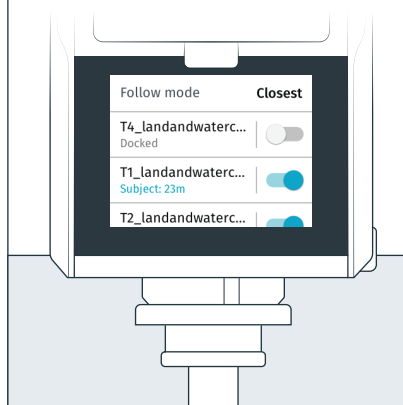 Follow mode Closest
T4_landandwaterc...
Docked
T1_landandwaterc...
Subject: 23m
T2_landandwaterc...